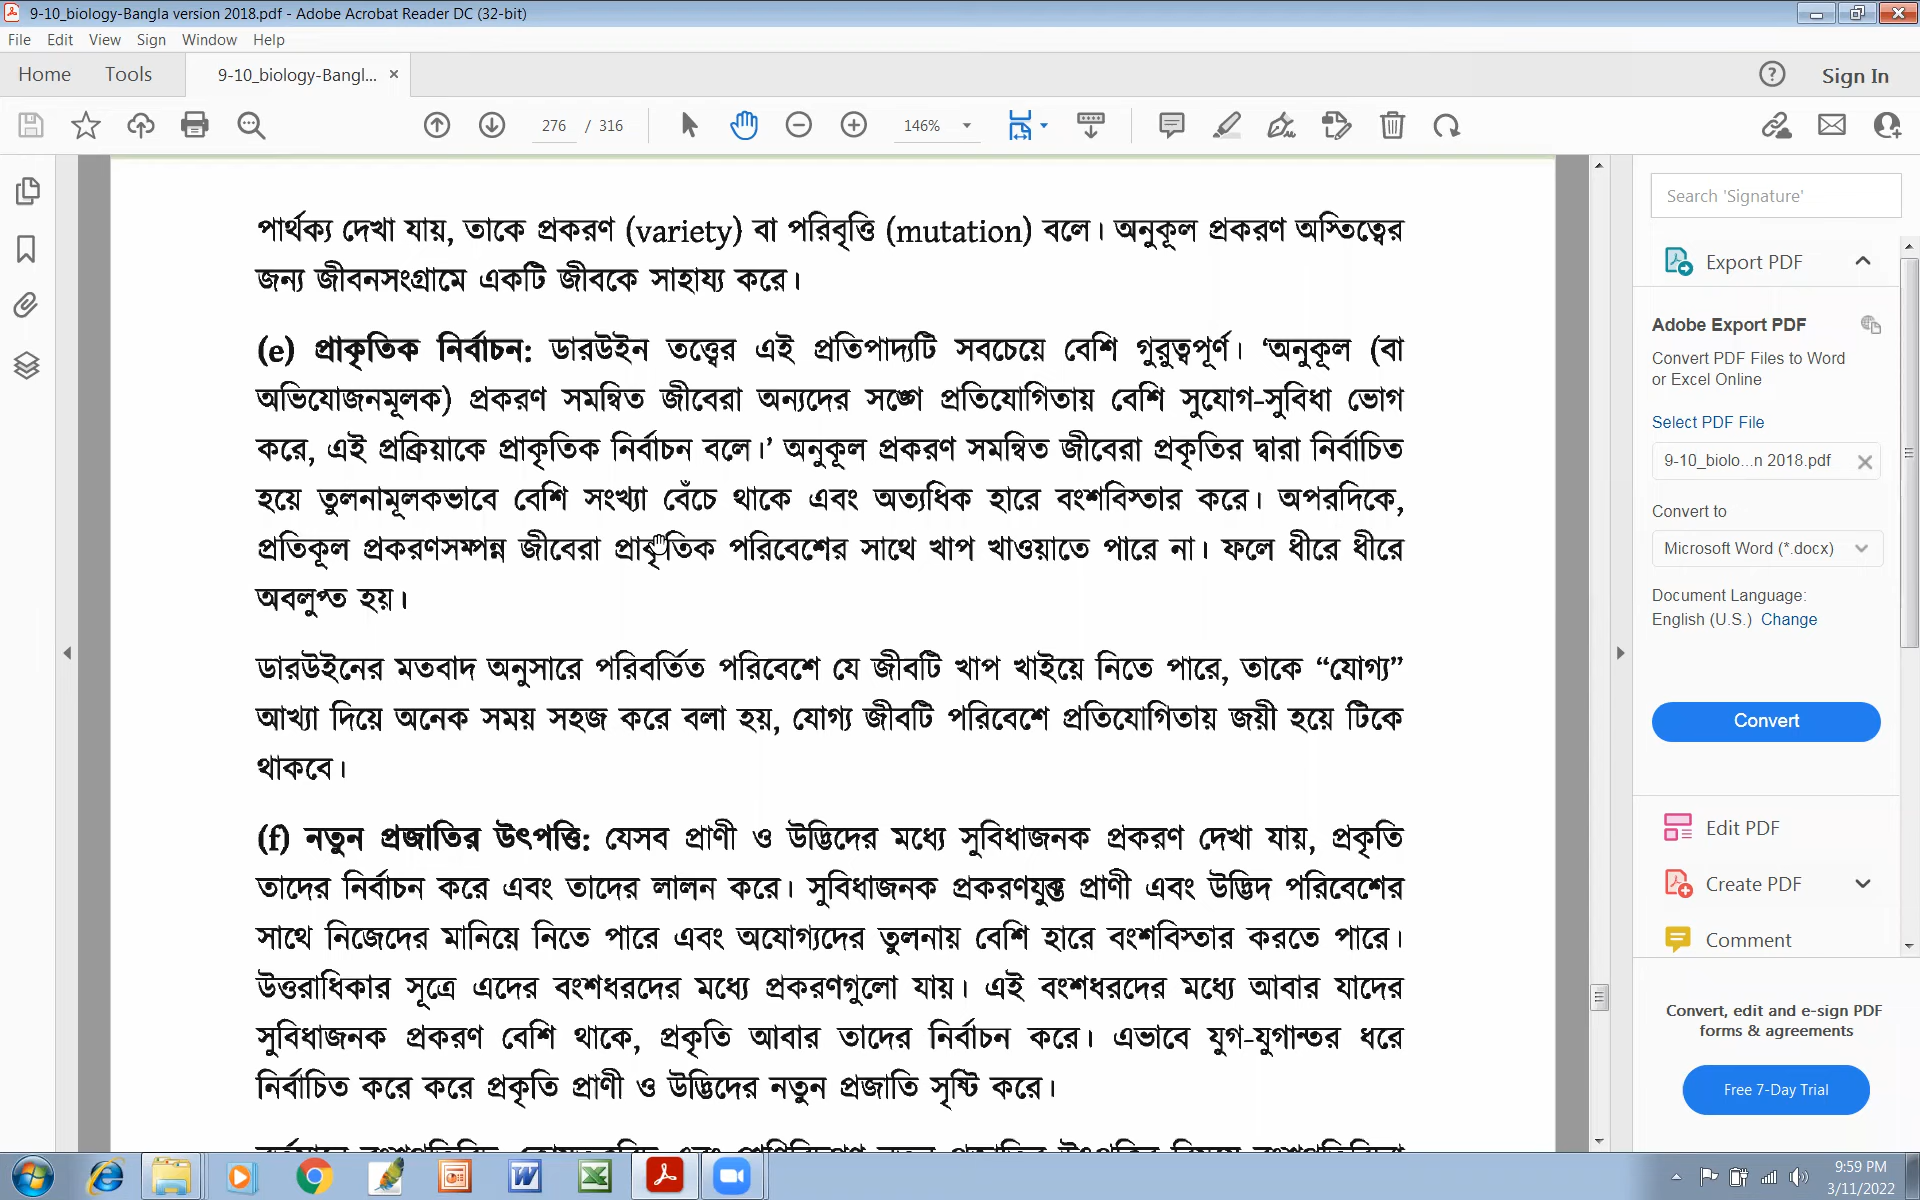 9-10_biology-Bangla version 2018.pdf - Adobe Acrobat Reader DC (32-bit)
File Edit View Sign Window Help
Home Tools 9-10_biology-Bangl... × Sign In
276 / 316 146%
পার্থক্য দেখা যায়, তাকে প্রকরণ (variety) বা পরিবৃত্তি (mutation) বলে। অনুকূল প্রকরণ অস্তিত্বের
জন্য জীবনসংগ্রামে একটি জীবকে সাহায্য করে।
(e) প্রাকৃতিক নির্বাচন: ডারউইন তত্ত্বের এই প্রতিপাদ্যটি সবচেয়ে বেশি গুরুত্বপূর্ণ। ‘অনুকূল (বা
অভিযোজনমূলক) প্রকরণ সমন্বিত জীবেরা অন্যদের সঙ্গে প্রতিযোগিতায় বেশি সুযোগ-সুবিধা ভোগ
করে, এই প্রক্রিয়াকে প্রাকৃতিক নির্বাচন বলে।’ অনুকূল প্রকরণ সমন্বিত জীবেরা প্রকৃতির দ্বারা নির্বাচিত
হয়ে তুলনামূলকভাবে বেশি সংখ্যা বেঁচে থাকে এবং অত্যধিক হারে বংশবিস্তার করে। অপরদিকে,
প্রতিকূল প্রকরণসম্পন্ন জীবেরা প্রাকৃতিক পরিবেশের সাথে খাপ খাওয়াতে পারে না। ফলে ধীরে ধীরে
অবলুপ্ত হয়।
ডারউইনের মতবাদ অনুসারে পরিবর্তিত পরিবেশে যে জীবটি খাপ খাইয়ে নিতে পারে, তাকে “যোগ্য”
আখ্যা দিয়ে অনেক সময় সহজ করে বলা হয়, যোগ্য জীবটি পরিবেশে প্রতিযোগিতায় জয়ী হয়ে টিকে
থাকবে।
(f) নতুন প্রজাতির উৎপত্তি: যেসব প্রাণী ও উদ্ভিদের মধ্যে সুবিধাজনক প্রকরণ দেখা যায়, প্রকৃতি
তাদের নির্বাচন করে এবং তাদের লালন করে। সুবিধাজনক প্রকরণযুক্ত প্রাণী এবং উদ্ভিদ পরিবেশের
সাথে নিজেদের মানিয়ে নিতে পারে এবং অযোগ্যদের তুলনায় বেশি হারে বংশবিস্তার করতে পারে।
উত্তরাধিকার সূত্রে এদের বংশধরদের মধ্যে প্রকরণগুলো যায়। এই বংশধরদের মধ্যে আবার যাদের
সুবিধাজনক প্রকরণ বেশি থাকে, প্রকৃতি আবার তাদের নির্বাচন করে। এভাবে যুগ-যুগান্তর ধরে
নির্বাচিত করে করে প্রকৃতি প্রাণী ও উদ্ভিদের নতুন প্রজাতি সৃষ্টি করে।
Search 'Signature'
Export PDF
Adobe Export PDF
Convert PDF Files to Word
or Excel Online
Select PDF File
9-10_biolo...n 2018.pdf
Convert to
Microsoft Word (*.docx)
Document Language:
English (U.S.) Change
Convert
Edit PDF
Create PDF
Comment
Convert, edit and e-sign PDF
forms & agreements
Free 7-Day Trial
9:59 PM
3/11/2022